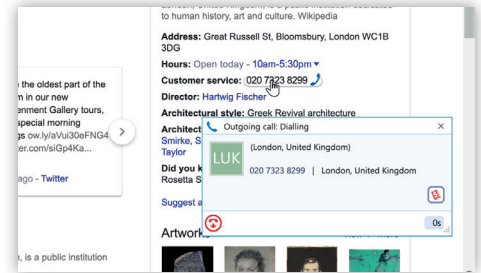 to human history, art and culture. Wikipedia
Address: Great Russell St, Bloomsbury, London WC1B
3DG
Hours: Open today - 10am-5:30pm
Customer service: 020 7323 8299
Director: Hartwig Fischer
Architectural style: Greek Revival architecture
Architect
Smirke, S
Taylor
Did you k
Rosetta S
Suggest a
Artworks
the oldest part of the
m in our new
enment Gallery tours,
special morning
gs ow.ly/aVui30eFNG4
ter.com/siGp4Ka...
ago - Twitter
, is a public institution
Outgoing call: Dialling
LUK
(London, United Kingdom)
020 7323 8299 | London, United Kingdom
0s